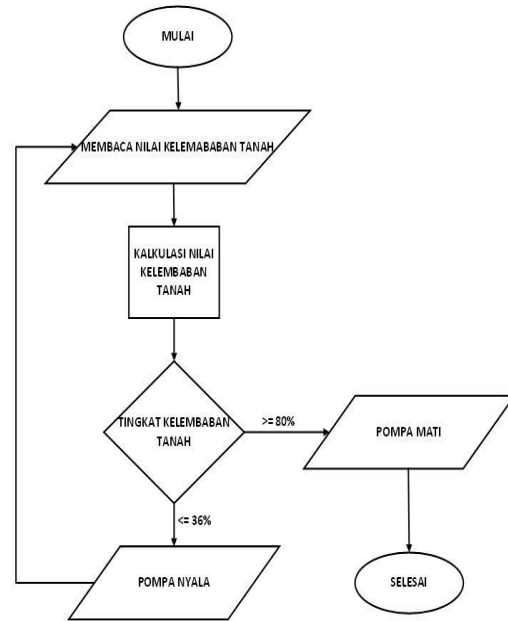 MULAI
MEMBACA NILAI KELEMABABAN TANAH
KALKULASI NILAI
KELEMBABAN
TANAH
TINGKAT KELEMBABAN
TANAH
>= 80%
POMPA MATI
<= 36%
POMPA NYALA
SELESAI